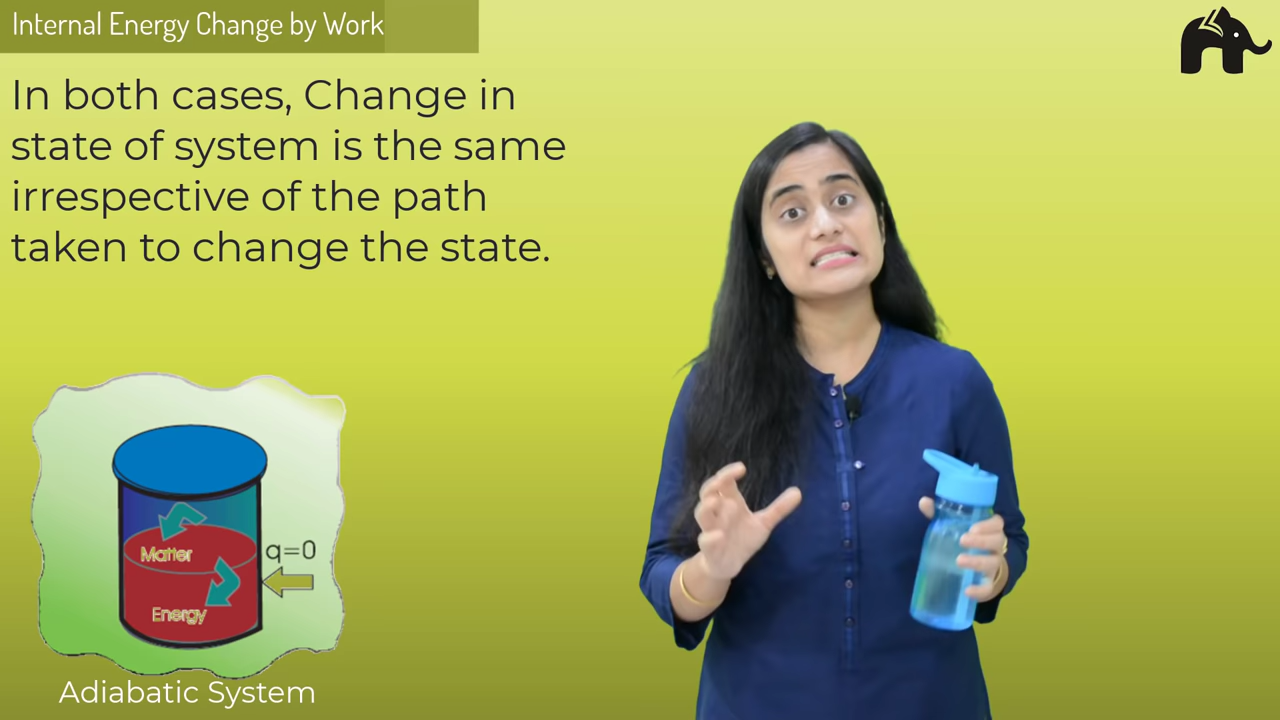 Internal Energy Change by Work
In both cases, Change in
state of system is the same
irrespective of the path
taken to change the state.
Matter
q=0
Energy
Adiabatic System